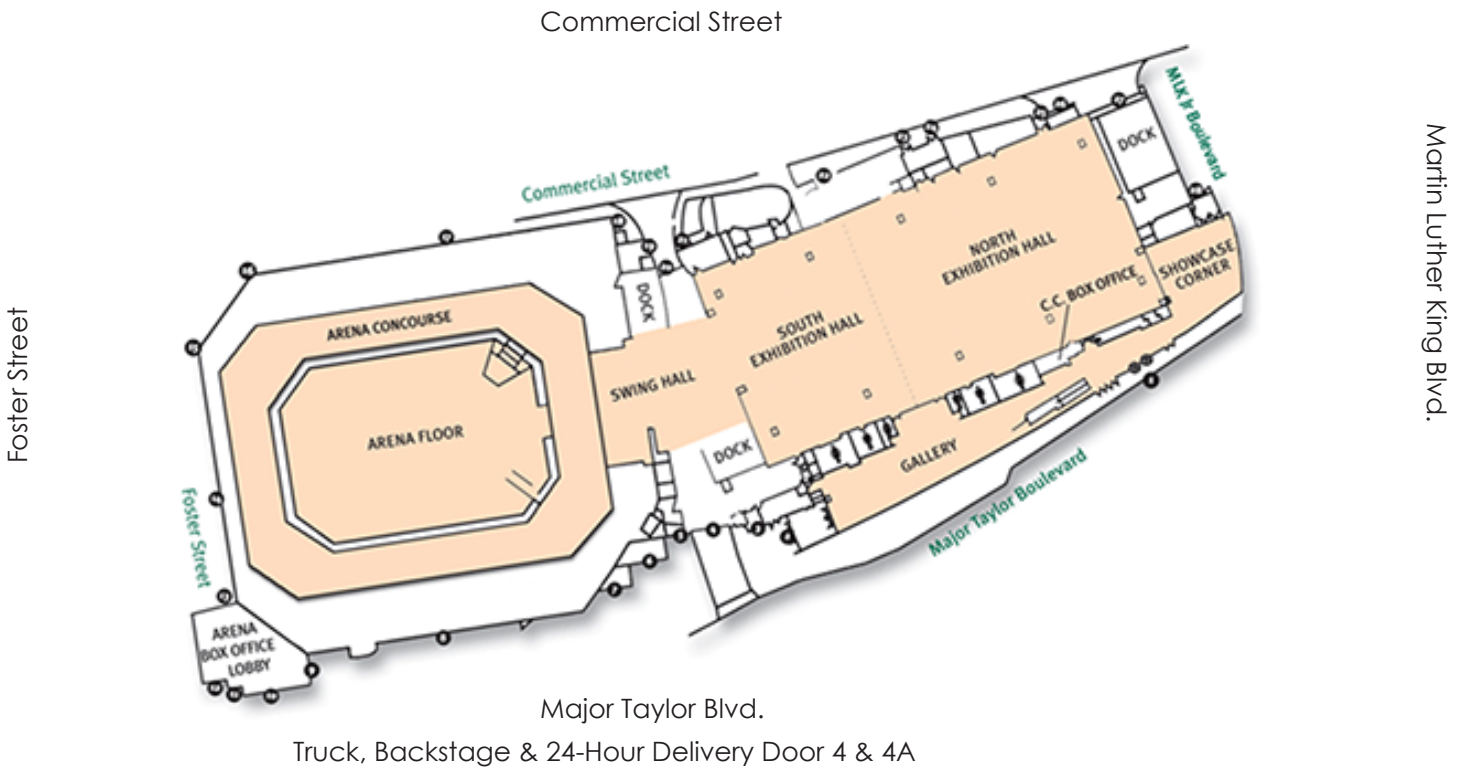 Commercial Street
MLK Jr Boulevard
DOCK
Commercial Street
Martin Luther King Blvd.
NORTH
EXHIBITION HALL
SHOWCASE
CORNER
C.C. BOX OFFICE
DOCK
ARENA CONCOURSE
SOUTH
EXHIBITION HALL
Foster Street
SWING HALL
ARENA FLOOR
DOCK
GALLERY
Foster Street
Major Taylor Boulevard
ARENA
BOX OFFICE
LOBBY
Major Taylor Blvd.
Truck, Backstage & 24-Hour Delivery Door 4 & 4A